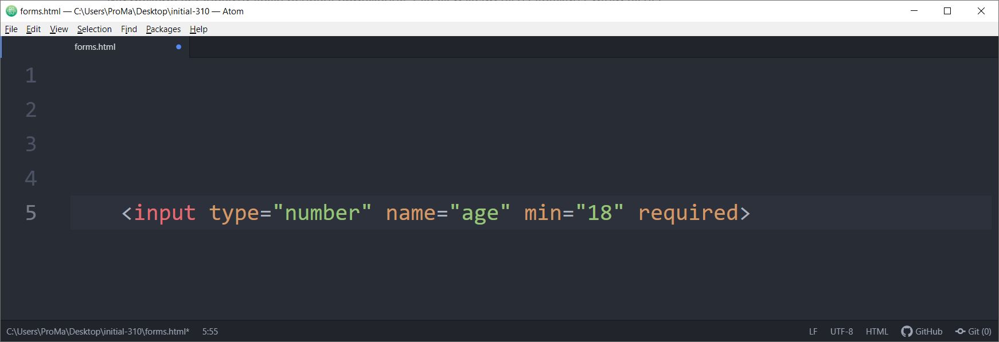 forms.html — C:\Users\ProMa\Desktop\initial-310 — Atom
File Edit View Selection Find Packages Help
forms.html
1
2
3
4
5 <input type="number" name="age" min="18" required>
C:\Users\ProMa\Desktop\initial-310\forms.html* 5:55 LF UTF-8 HTML GitHub Git (0)